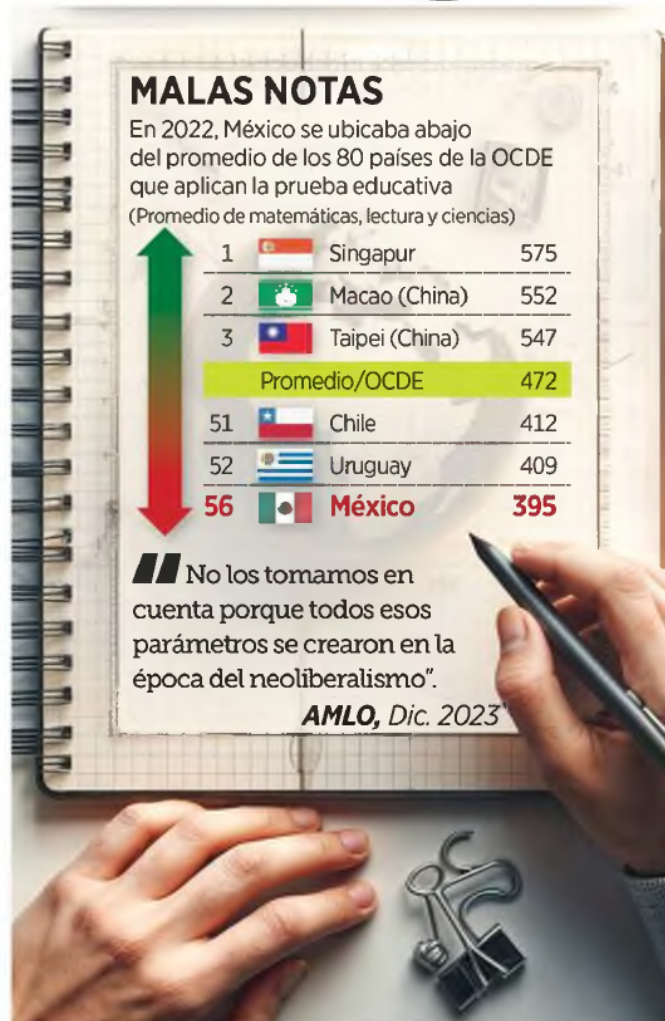 MALAS NOTAS
En 2022, México se ubicaba abajo
del promedio de los 80 países de la OCDE
que aplican la prueba educativa
(Promedio de matemáticas, lectura y ciencias)
1 Singapur 575
2 Macao (China) 552
3 Taipei (China) 547
Promedio/OCDE 472
51 Chile 412
52 Uruguay 409
56 México 395
"No los tomamos en
cuenta porque todos esos
parámetros se crearon en la
época del neoliberalismo".
AMLO, Dic. 2023